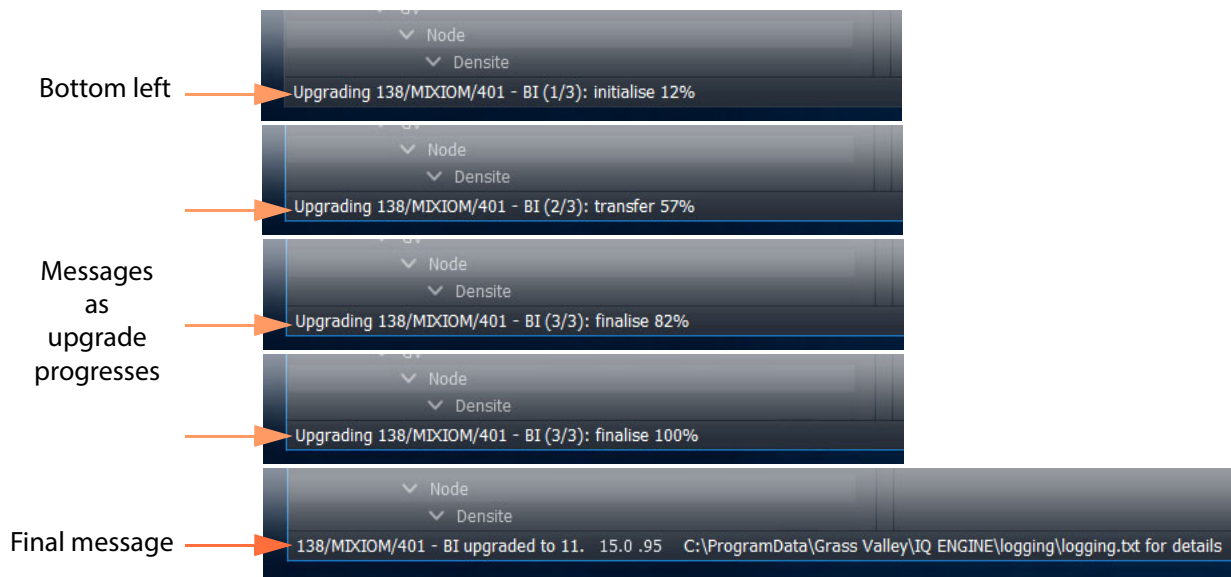 Node
Densite
Bottom left
Upgrading 138/MIXIOM/401 - BI (1/3): initialise 12%
Node
Densite
Upgrading 138/MIXIOM/401 - BI (2/3): transfer 57%
Messages
as
upgrade
progresses
Node
Densite
Upgrading 138/MIXIOM/401 - BI (3/3): finalise 82%
Node
Densite
Upgrading 138/MIXIOM/401 - BI (3/3): finalise 100%
Node
Densite
Final message
138/MIXIOM/401 - BI upgraded to 11. 15.0 .95 C:\ProgramData\Grass Valley\IQ ENGINE\logging\logging.txt for details